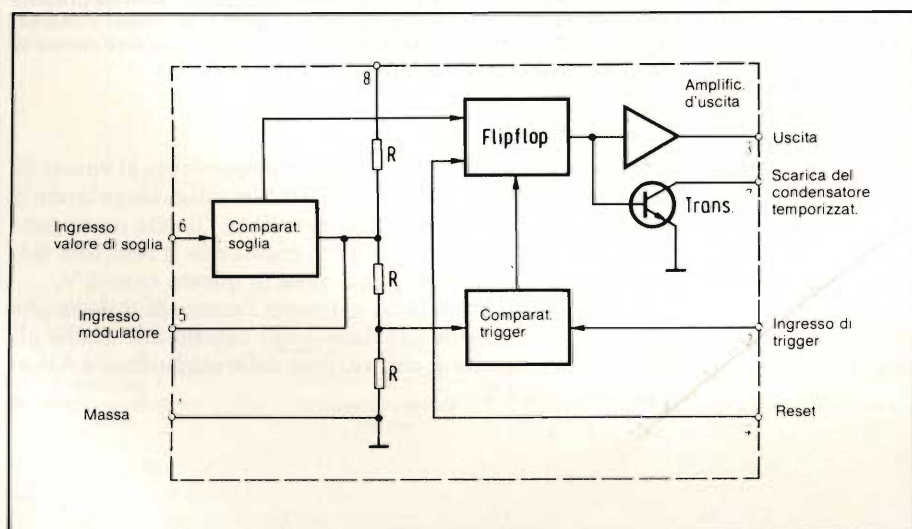 8
Amplific.
d'uscita
Flipflop
3
Uscita
R
7
Scarica del
condensatore
temporizzat.
Trans.
Ingresso
valore di soglia
6
Comparat.
soglia
R
Ingresso
modulatore
5
Comparat.
trigger
Ingresso di
trigger
R
Massa
Reset